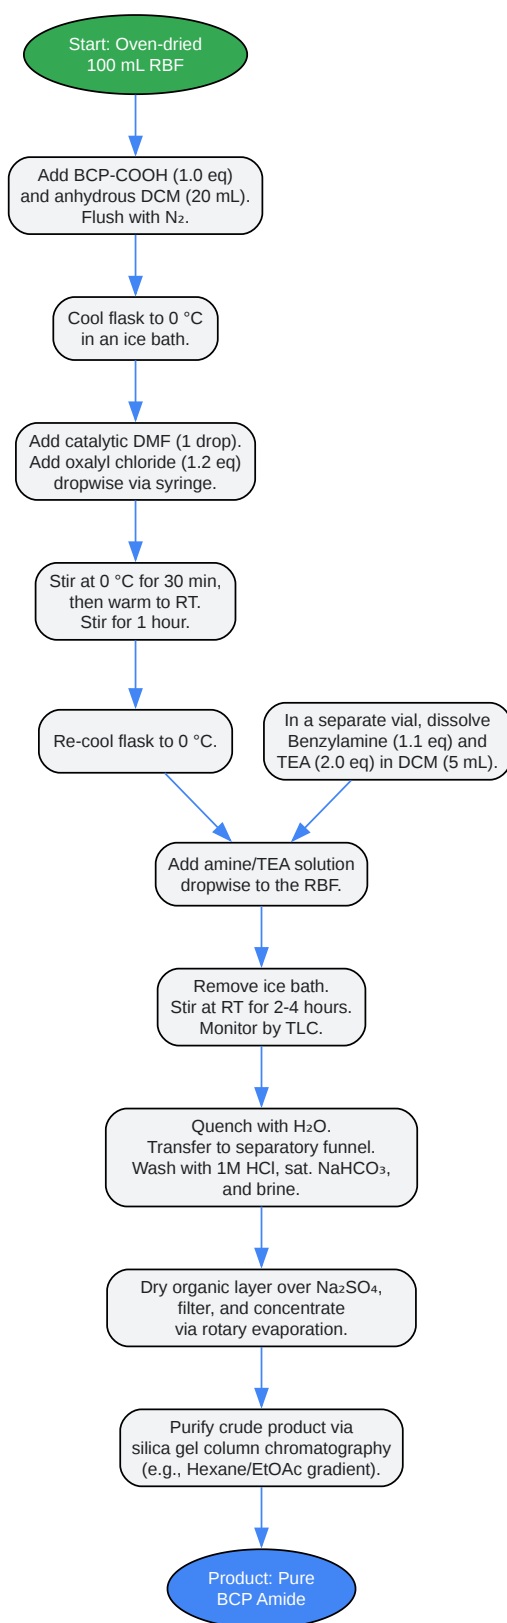 Start: Oven-dried
100 mL RBF
Add BCP-COOH (1.0 eq)
and anhydrous DCM (20 mL).
Flush with N₂.
Cool flask to 0 °C
in an ice bath.
Add catalytic DMF (1 drop).
Add oxalyl chloride (1.2 eq)
dropwise via syringe.
Stir at 0 °C for 30 min,
then warm to RT.
Stir for 1 hour.
Re-cool flask to 0 °C.
In a separate vial, dissolve
Benzylamine (1.1 eq) and
TEA (2.0 eq) in DCM (5 mL).
Add amine/TEA solution
dropwise to the RBF.
Remove ice bath.
Stir at RT for 2-4 hours.
Monitor by TLC.
Quench with H₂O.
Transfer to separatory funnel.
Wash with 1M HCl, sat. NaHCO₃,
and brine.
Dry organic layer over Na₂SO₄,
filter, and concentrate
via rotary evaporation.
Purify crude product via
silica gel column chromatography
(e.g., Hexane/EtOAc gradient).
Product: Pure
BCP Amide